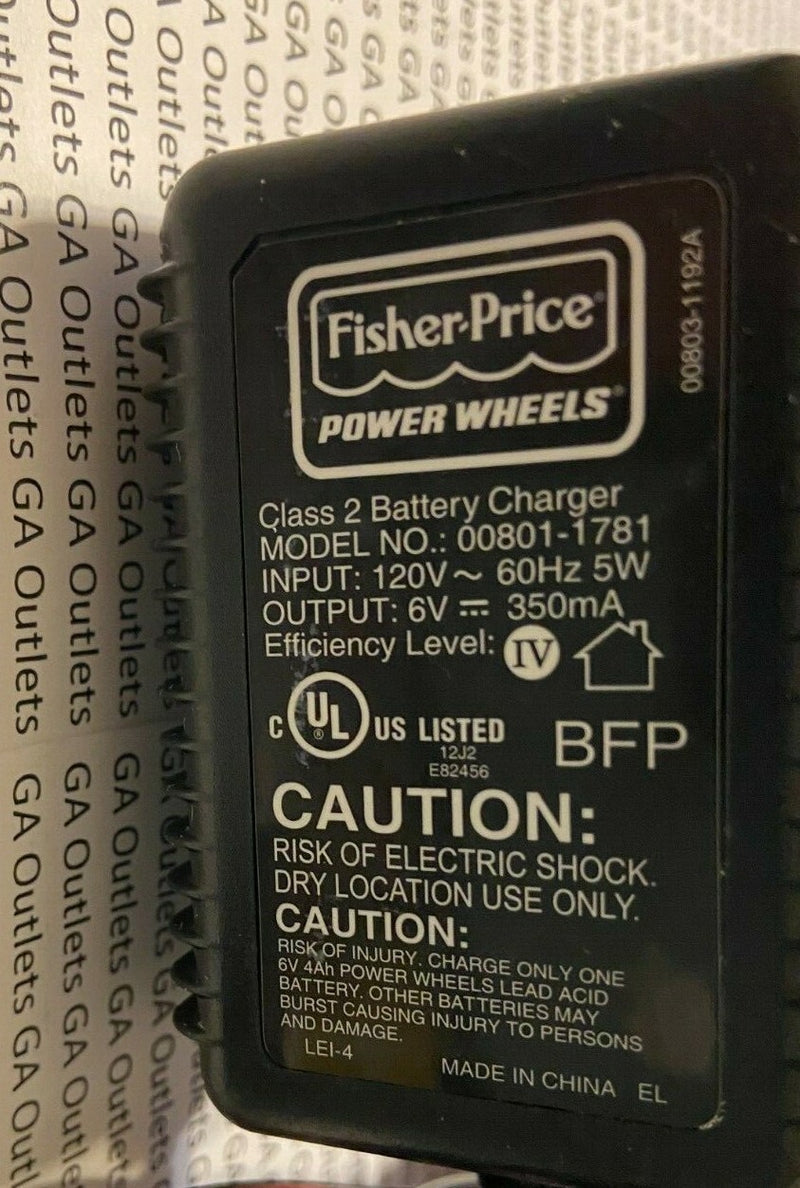 Fisher-Price®
POWER WHEELS®
00803-1192A
Class 2 Battery Charger
MODEL NO.: 00801-1781
INPUT: 120V ~ 60Hz 5W
OUTPUT: 6V ⎓ 350mA
Efficiency Level: IV
C UL® US LISTED
12J2
E82456
BFP
CAUTION:
RISK OF ELECTRIC SHOCK.
DRY LOCATION USE ONLY.
CAUTION:
RISK OF INJURY. CHARGE ONLY ONE
6V 4Ah POWER WHEELS LEAD ACID
BATTERY. OTHER BATTERIES MAY
BURST CAUSING INJURY TO PERSONS
AND DAMAGE.
LEI-4
MADE IN CHINA EL
Outlets GA Outlets GA Outlets
Outlets GA Outlets GA Outlets
Outlets GA Outlets GA Outlets